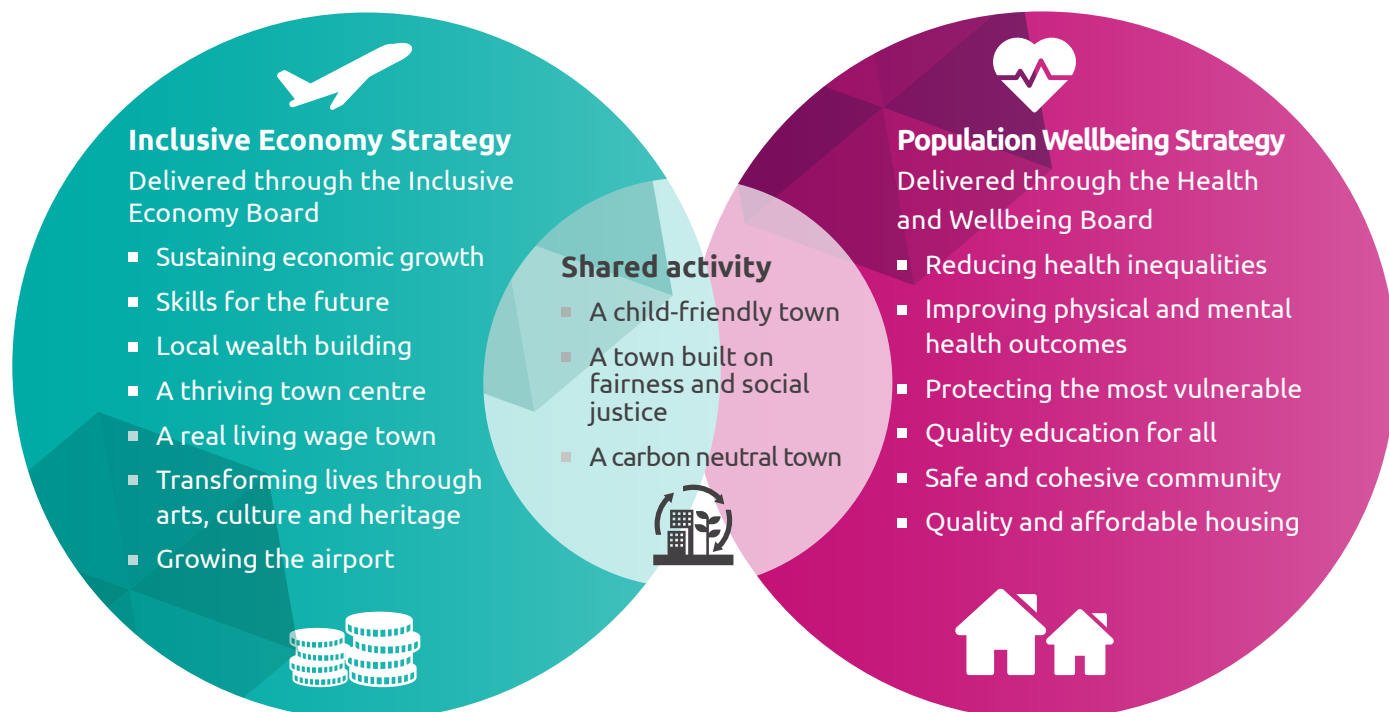 Inclusive Economy Strategy
Delivered through the Inclusive
Economy Board
▪ Sustaining economic growth
▪ Skills for the future
▪ Local wealth building
▪ A thriving town centre
▪ A real living wage town
▪ Transforming lives through
arts, culture and heritage
▪ Growing the airport
Shared activity
▪ A child-friendly town
▪ A town built on
fairness and social
justice
▪ A carbon neutral town
Population Wellbeing Strategy
Delivered through the Health
and Wellbeing Board
▪ Reducing health inequalities
▪ Improving physical and mental
health outcomes
▪ Protecting the most vulnerable
▪ Quality education for all
▪ Safe and cohesive community
▪ Quality and affordable housing